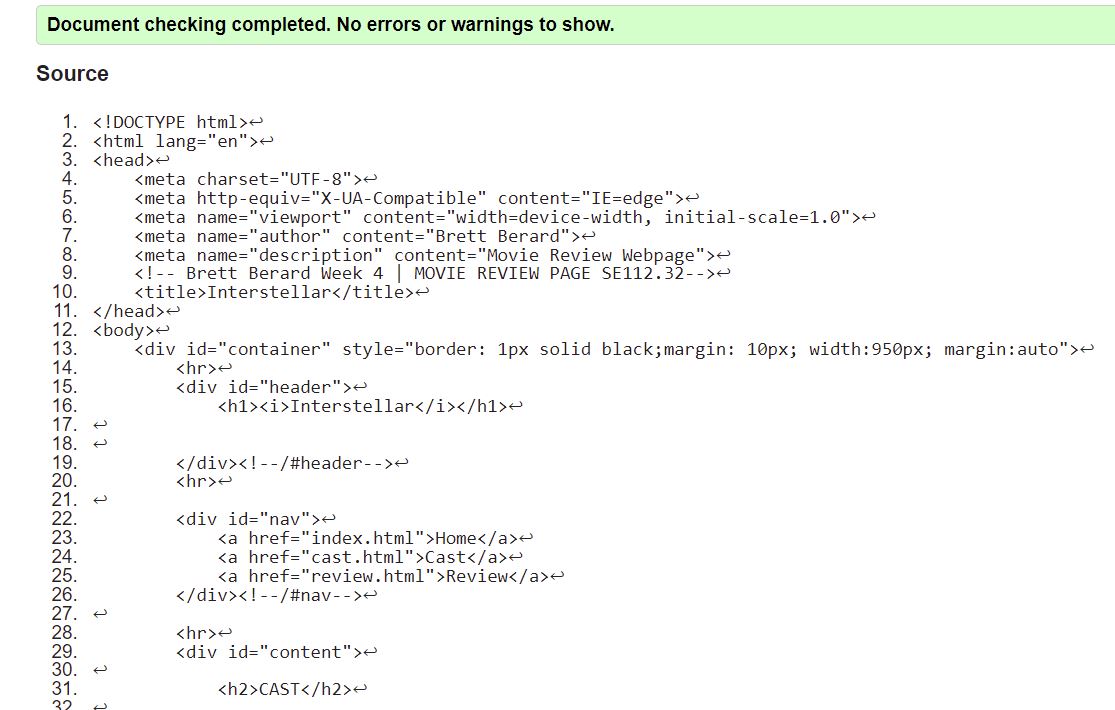 Document checking completed. No errors or warnings to show.
Source
1. <!DOCTYPE html>↩
2. <html lang="en">↩
3. <head>↩
4.     <meta charset="UTF-8">↩
5.     <meta http-equiv="X-UA-Compatible" content="IE=edge">↩
6.     <meta name="viewport" content="width=device-width, initial-scale=1.0">↩
7.     <meta name="author" content="Brett Berard">↩
8.     <meta name="description" content="Movie Review Webpage">↩
9.     <!-- Brett Berard Week 4 | MOVIE REVIEW PAGE SE112.32-->↩
10.     <title>Interstellar</title>↩
11. </head>↩
12. <body>↩
13.     <div id="container" style="border: 1px solid black;margin: 10px; width:950px; margin:auto">↩
14.         <hr>↩
15.         <div id="header">↩
16.             <h1><i>Interstellar</i></h1>↩
17. ↩
18. ↩
19.         </div><!--/#header-->↩
20.         <hr>↩
21. ↩
22.         <div id="nav">↩
23.             <a href="index.html">Home</a>↩
24.             <a href="cast.html">Cast</a>↩
25.             <a href="review.html">Review</a>↩
26.         </div><!--/#nav-->↩
27. ↩
28.         <hr>↩
29.         <div id="content">↩
30. ↩
31.             <h2>CAST</h2>↩
32. ↩